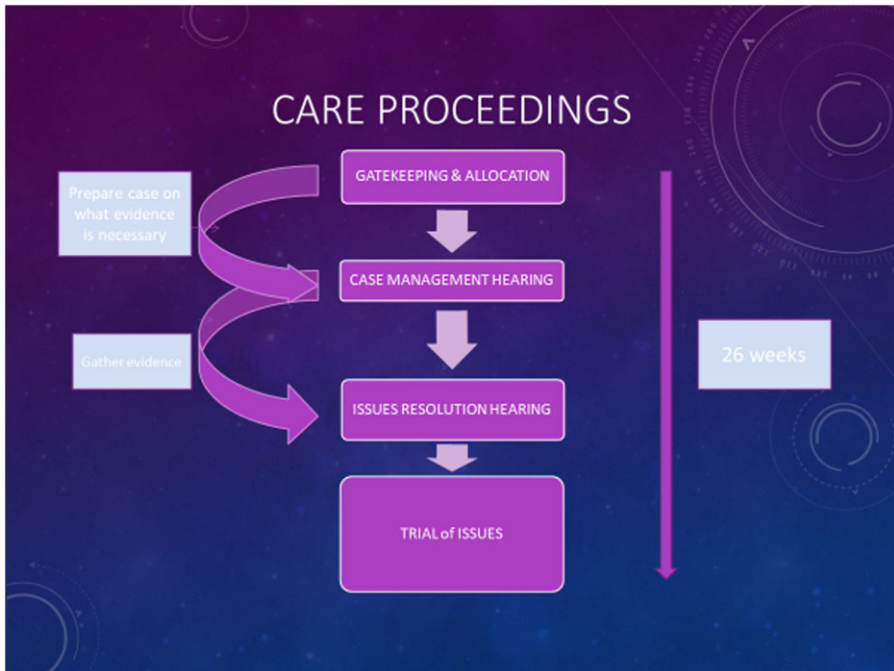 CARE PROCEEDINGS
GATEKEEPING & ALLOCATION
Prepare case on
what evidence
is necessary
CASE MANAGEMENT HEARING
Gather evidence
26 weeks
ISSUES RESOLUTION HEARING
TRIAL of ISSUES